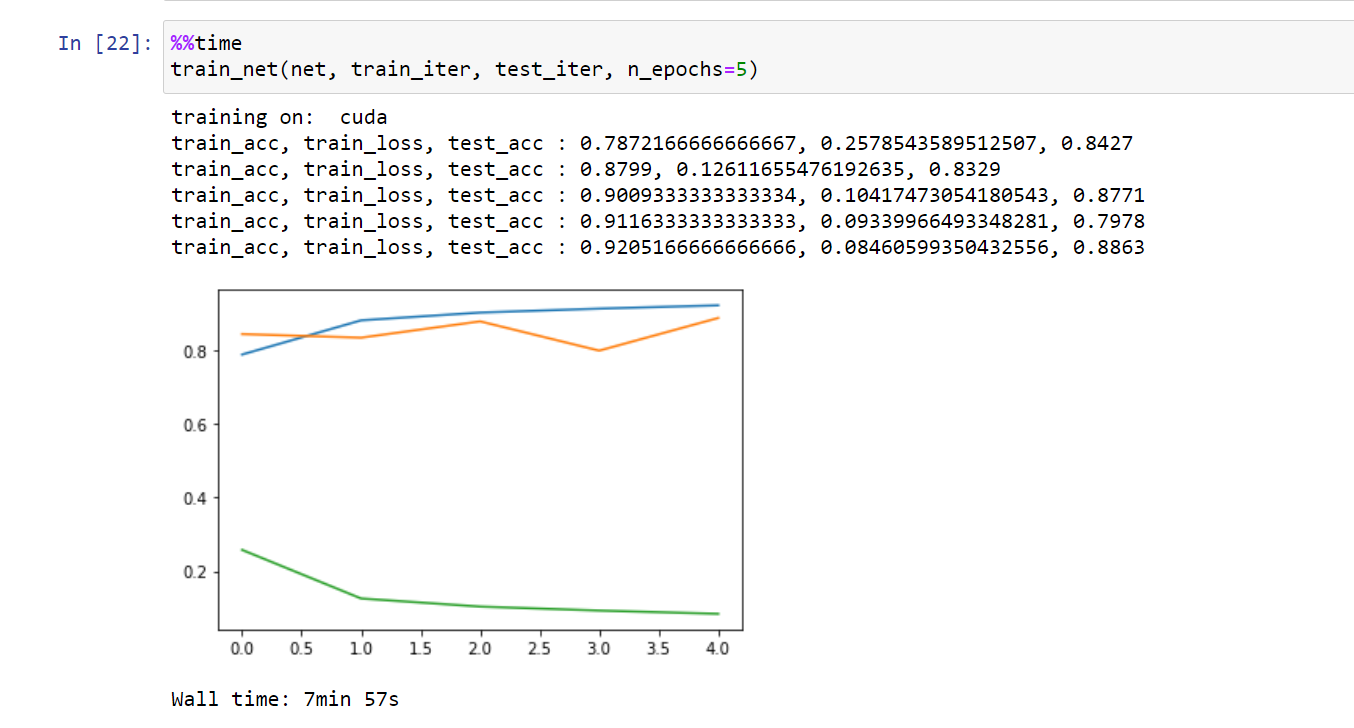 In [22]: %%time
train_net(net, train_iter, test_iter, n_epochs=5)
training on:  cuda
train_acc, train_loss, test_acc : 0.7872166666666667, 0.2578543589512507, 0.8427
train_acc, train_loss, test_acc : 0.8799, 0.12611655476192635, 0.8329
train_acc, train_loss, test_acc : 0.9009333333333334, 0.10417473054180543, 0.8771
train_acc, train_loss, test_acc : 0.9116333333333333, 0.09339966493348281, 0.7978
train_acc, train_loss, test_acc : 0.9205166666666666, 0.08460599350432556, 0.8863
0.8
0.6
0.4
0.2
0.0 0.5 1.0 1.5 2.0 2.5 3.0 3.5 4.0
Wall time: 7min 57s